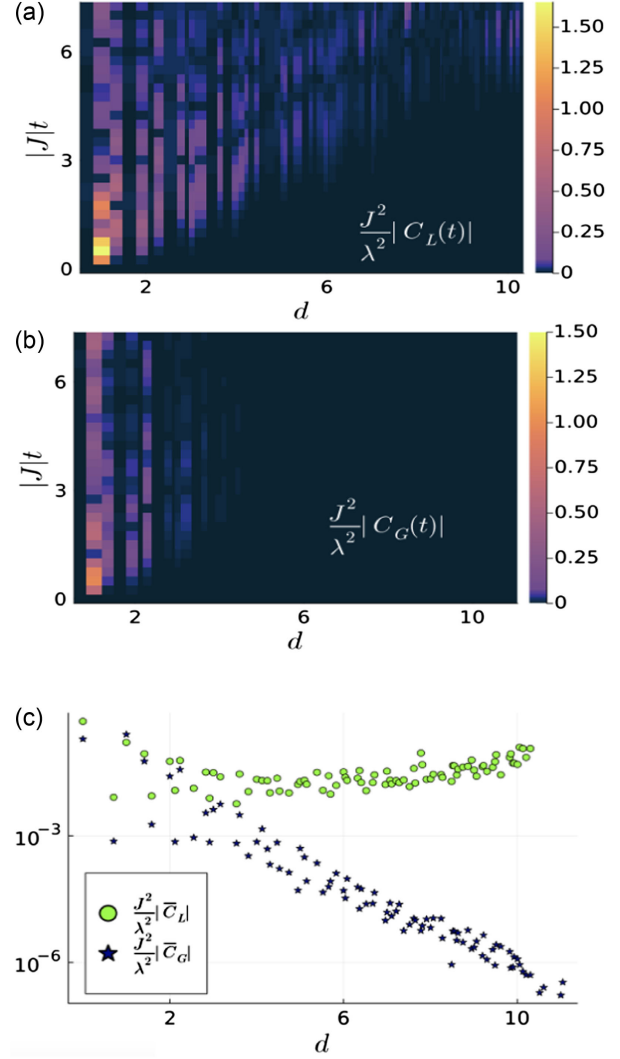 (a)
6
3
0
|J|t
2
6
10
d
J²/λ² | C_L(t)|
1.50
1.25
1.00
0.75
0.50
0.25
0
(b)
6
3
0
|J|t
2
6
10
d
J²/λ² | C_G(t)|
1.50
1.25
1.00
0.75
0.50
0.25
0
(c)
10⁻³
10⁻⁶
J²/λ² |C̅_L|
J²/λ² |C̅_G|
2
6
10
d